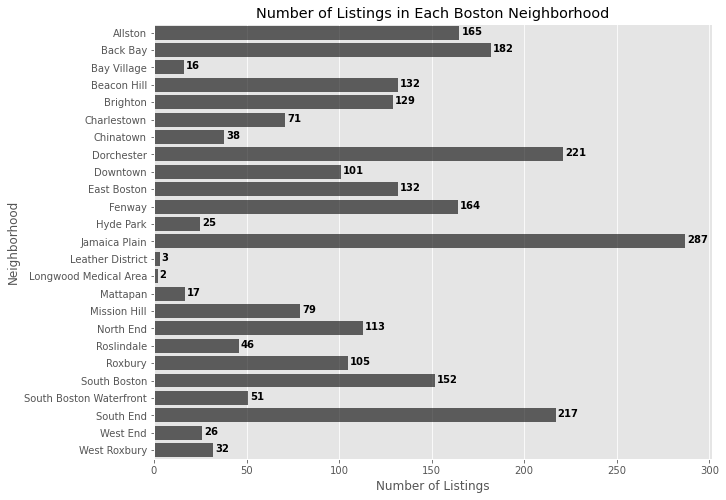 Number of Listings in Each Boston Neighborhood
Neighborhood
Allston 165
Back Bay 182
Bay Village 16
Beacon Hill 132
Brighton 129
Charlestown 71
Chinatown 38
Dorchester 221
Downtown 101
East Boston 132
Fenway 164
Hyde Park 25
Jamaica Plain 287
Leather District 3
Longwood Medical Area 2
Mattapan 17
Mission Hill 79
North End 113
Roslindale 46
Roxbury 105
South Boston 152
South Boston Waterfront 51
South End 217
West End 26
West Roxbury 32
0 50 100 150 200 250 300
Number of Listings